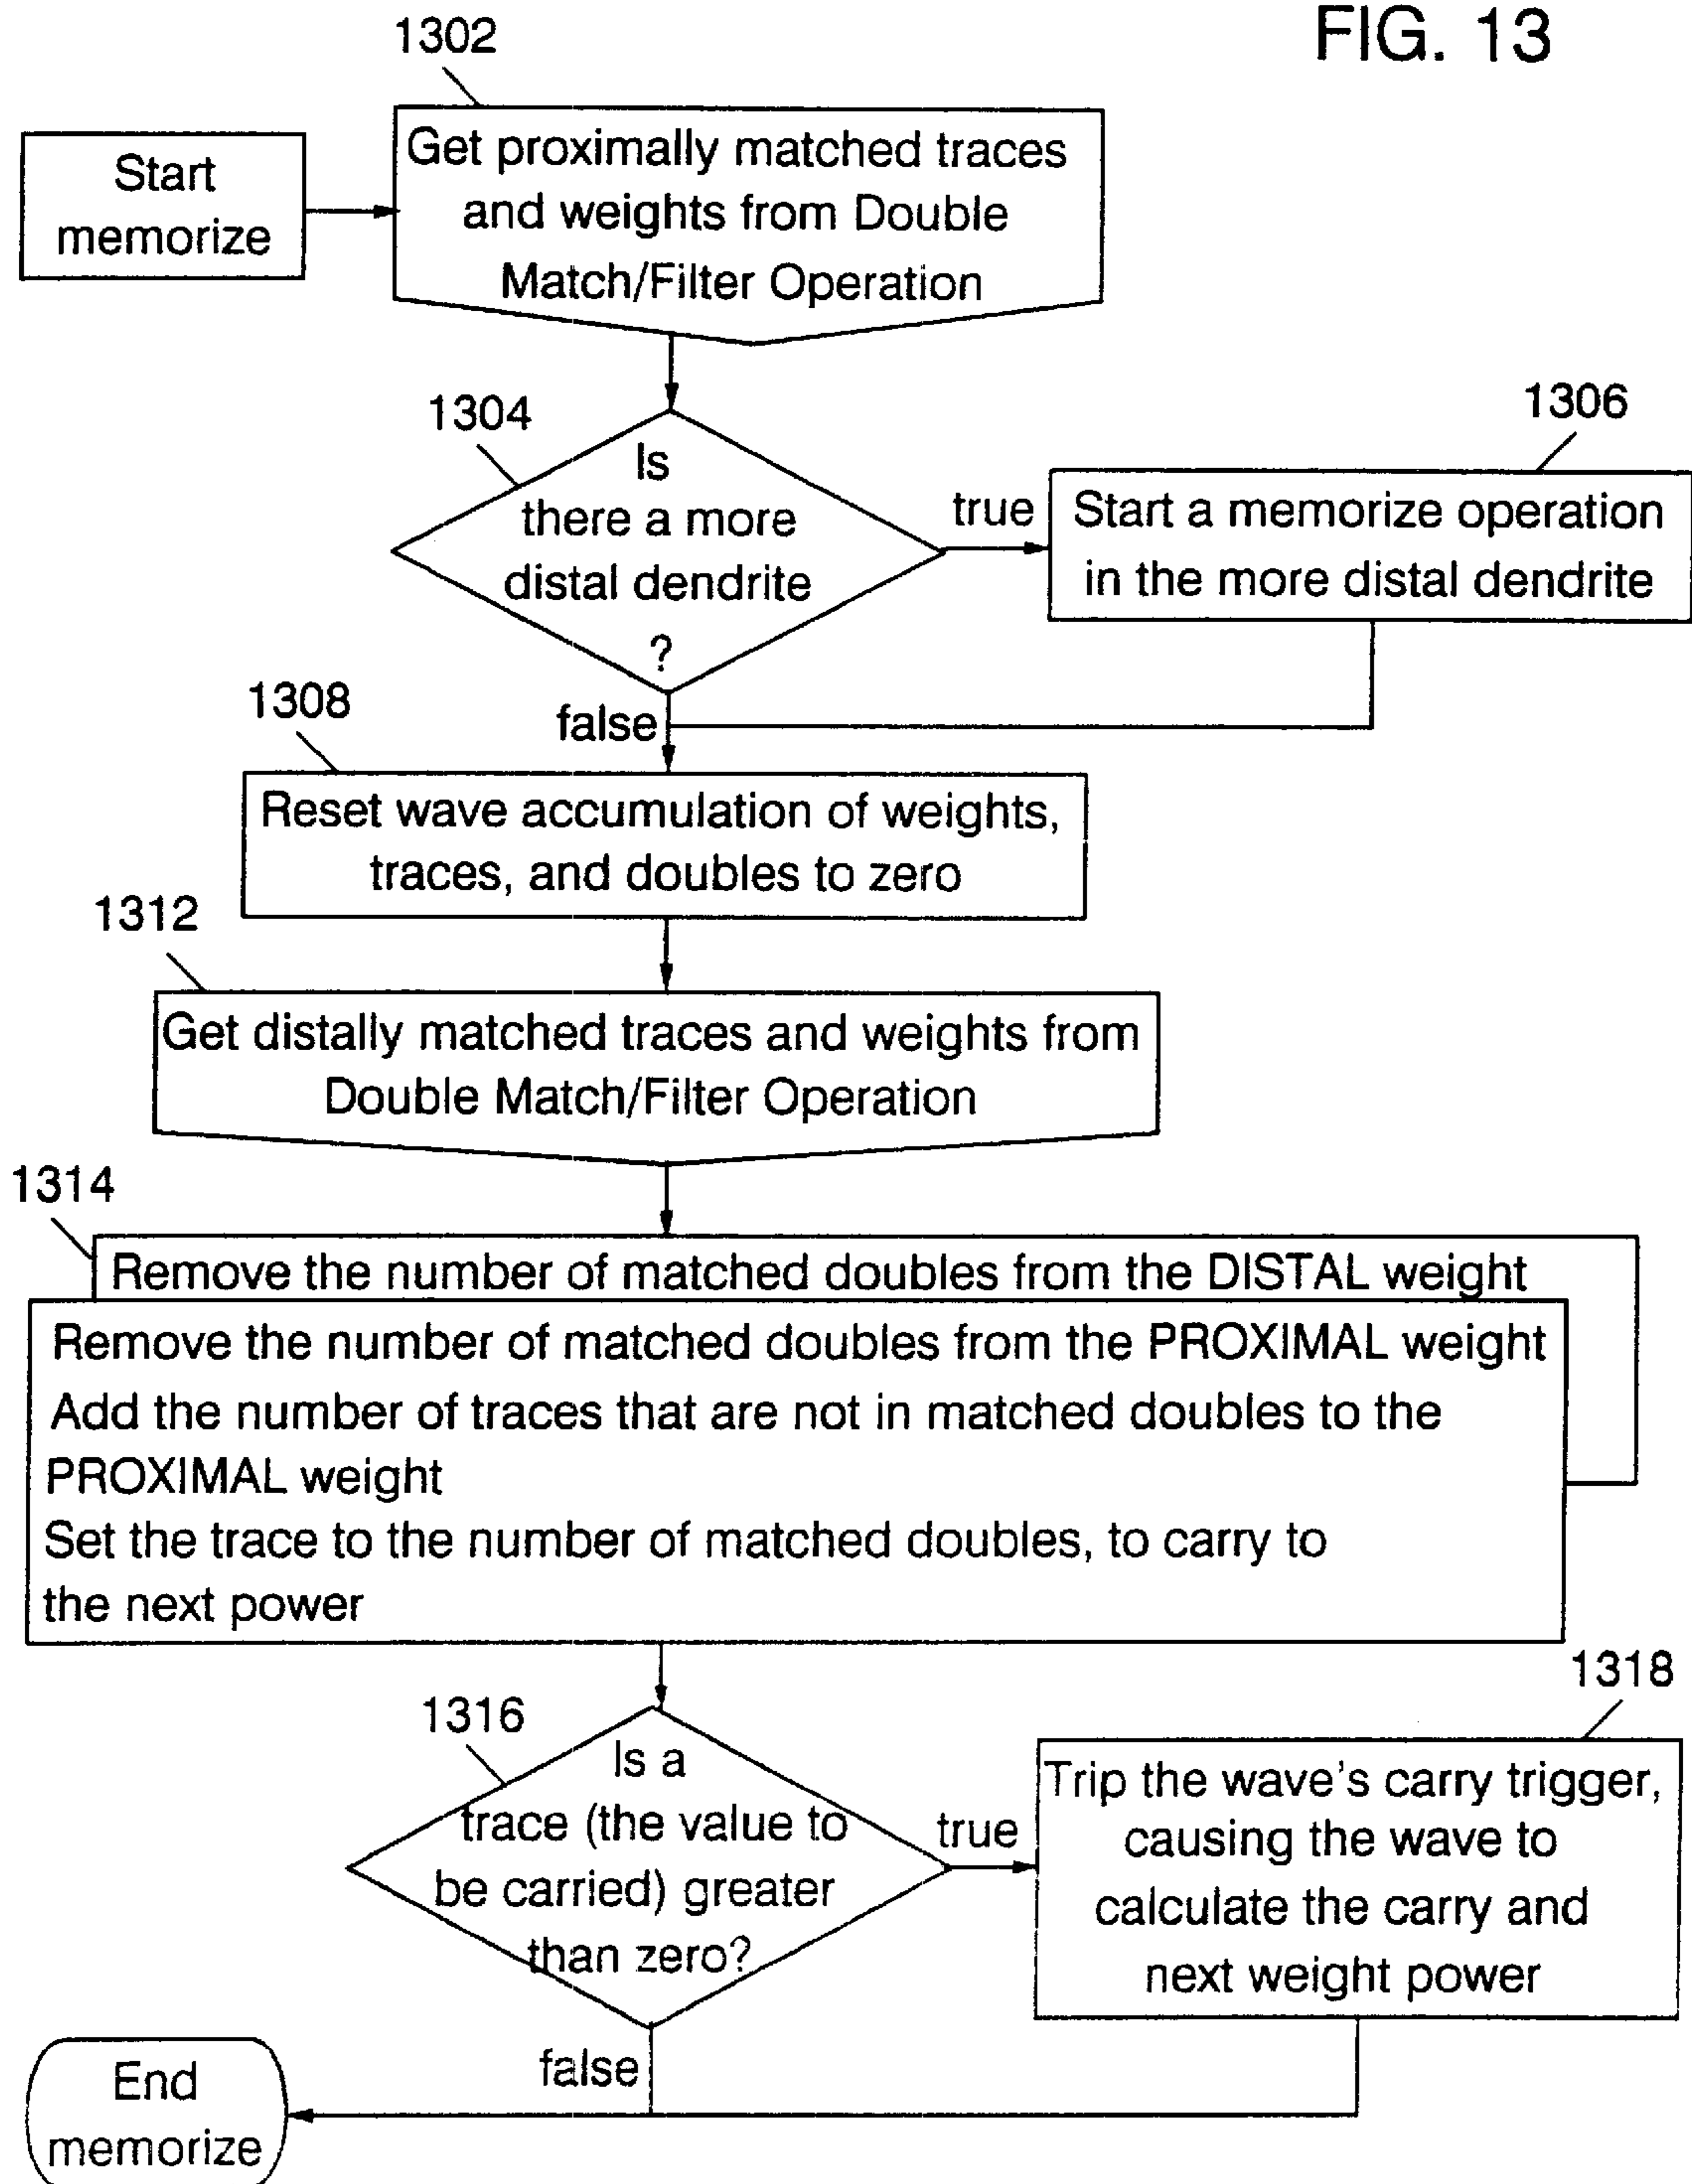 FIG. 13
1302
Start
memorize
Get proximally matched traces
and weights from Double
Match/Filter Operation
1304
Is
there a more
distal dendrite
?
true
1306
Start a memorize operation
in the more distal dendrite
false
1308
Reset wave accumulation of weights,
traces, and doubles to zero
1312
Get distally matched traces and weights from
Double Match/Filter Operation
1314
Remove the number of matched doubles from the DISTAL weight
Remove the number of matched doubles from the PROXIMAL weight
Add the number of traces that are not in matched doubles to the
PROXIMAL weight
Set the trace to the number of matched doubles, to carry to
the next power
1316
Is a
trace (the value to
be carried) greater
than zero?
true
1318
Trip the wave's carry trigger,
causing the wave to
calculate the carry and
next weight power
false
End
memorize